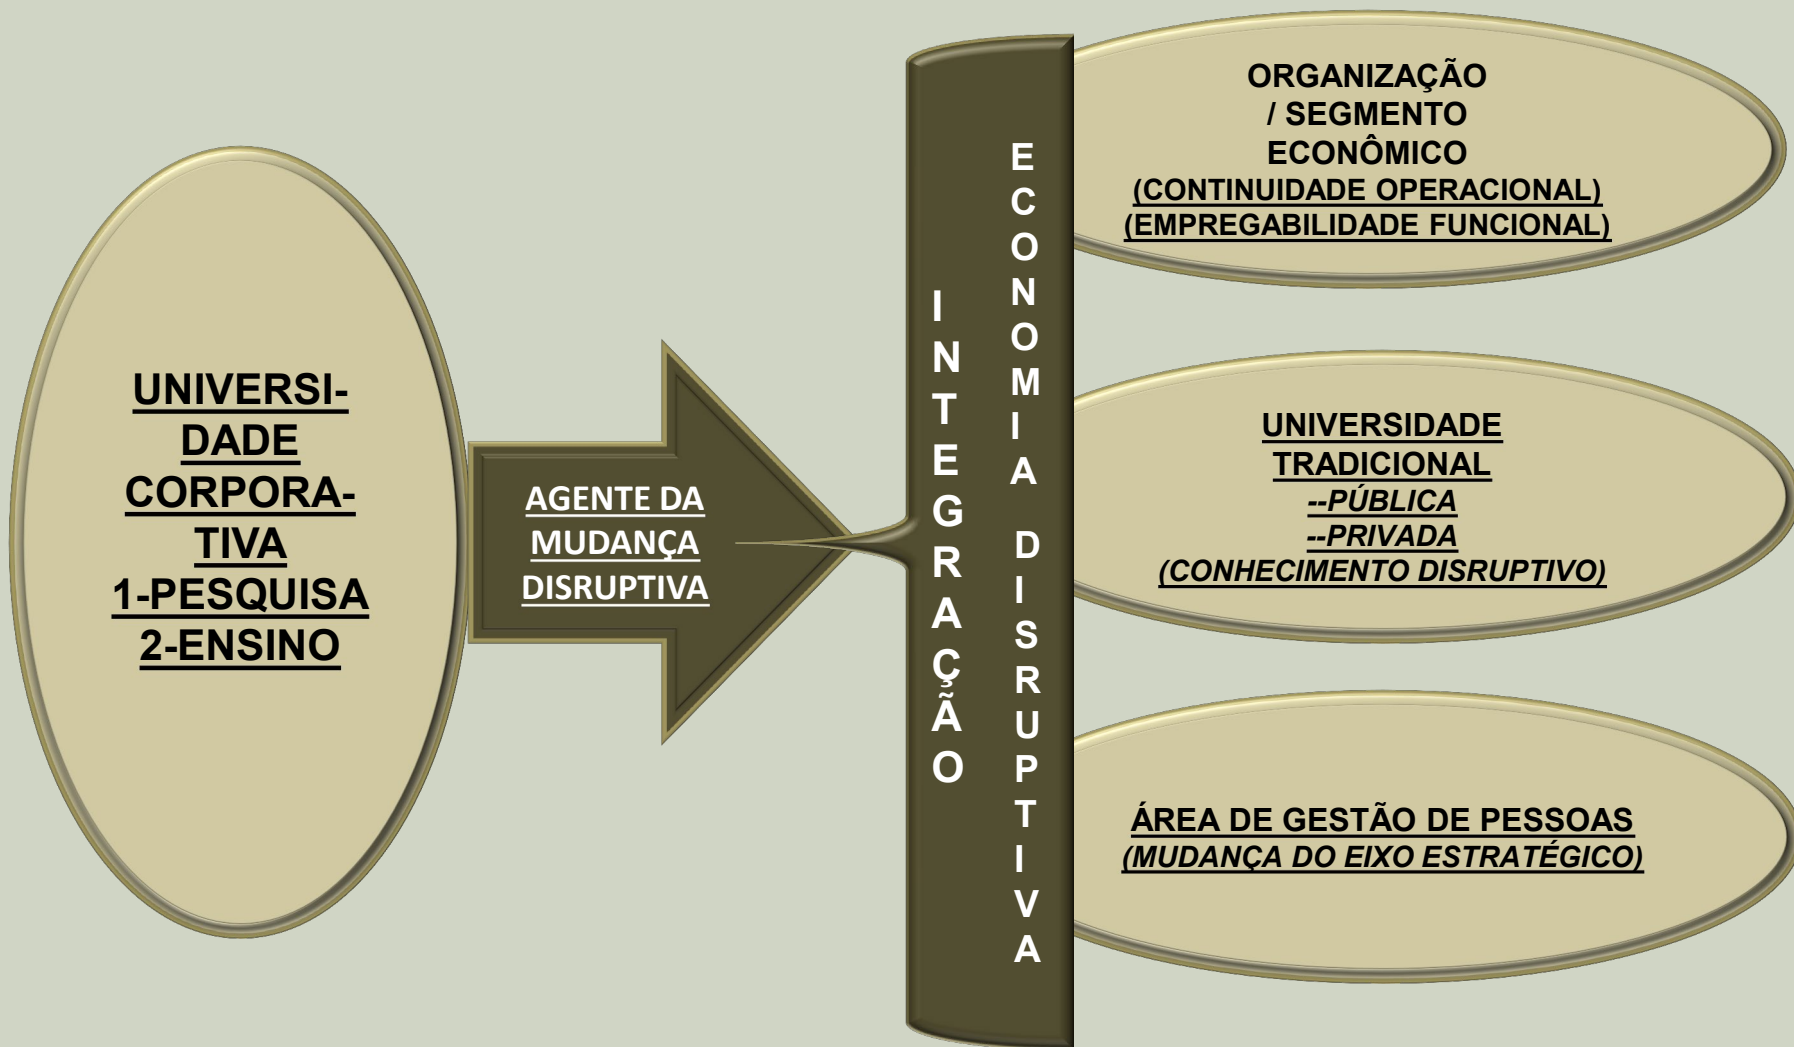 UNIVERSI-
DADE
CORPORA-
TIVA
1-PESQUISA
2-ENSINO
AGENTE DA
MUDANÇA
DISRUPTIVA
INTEGRAÇÃO
ECONOMIA DISRUPTIVA
ORGANIZAÇÃO
/ SEGMENTO
ECONÔMICO
(CONTINUIDADE OPERACIONAL)
(EMPREGABILIDADE FUNCIONAL)
UNIVERSIDADE
TRADICIONAL
--PÚBLICA
--PRIVADA
(CONHECIMENTO DISRUPTIVO)
ÁREA DE GESTÃO DE PESSOAS
(MUDANÇA DO EIXO ESTRATÉGICO)